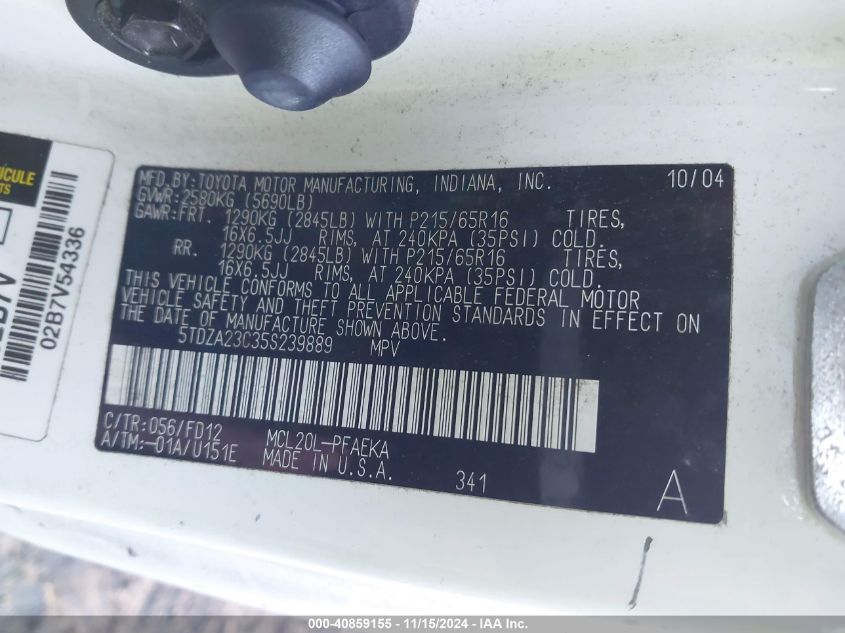 MFD.BY:TOYOTA MOTOR MANUFACTURING, INDIANA, INC. 10/04
GVWR:2580KG (5690LB)
GAWR:FRT. 1290KG (2845LB) WITH P215/65R16 TIRES,
16X6.5JJ RIMS, AT 240KPA (35PSI) COLD.
RR. 1290KG (2845LB) WITH P215/65R16 TIRES,
16X6.5JJ RIMS, AT 240KPA (35PSI) COLD.
THIS VEHICLE CONFORMS TO ALL APPLICABLE FEDERAL MOTOR
VEHICLE SAFETY AND THEFT PREVENTION STANDARDS IN EFFECT ON
THE DATE OF MANUFACTURE SHOWN ABOVE.
5TDZA23C35S239889 MPV
C/TR:056/FD12 MCL20L-PFAEKA
A/TM:-01A/U151E MADE IN U.S.A.
341 A
02B7V54336
000-40859155 - 11/15/2024 - IAA Inc.